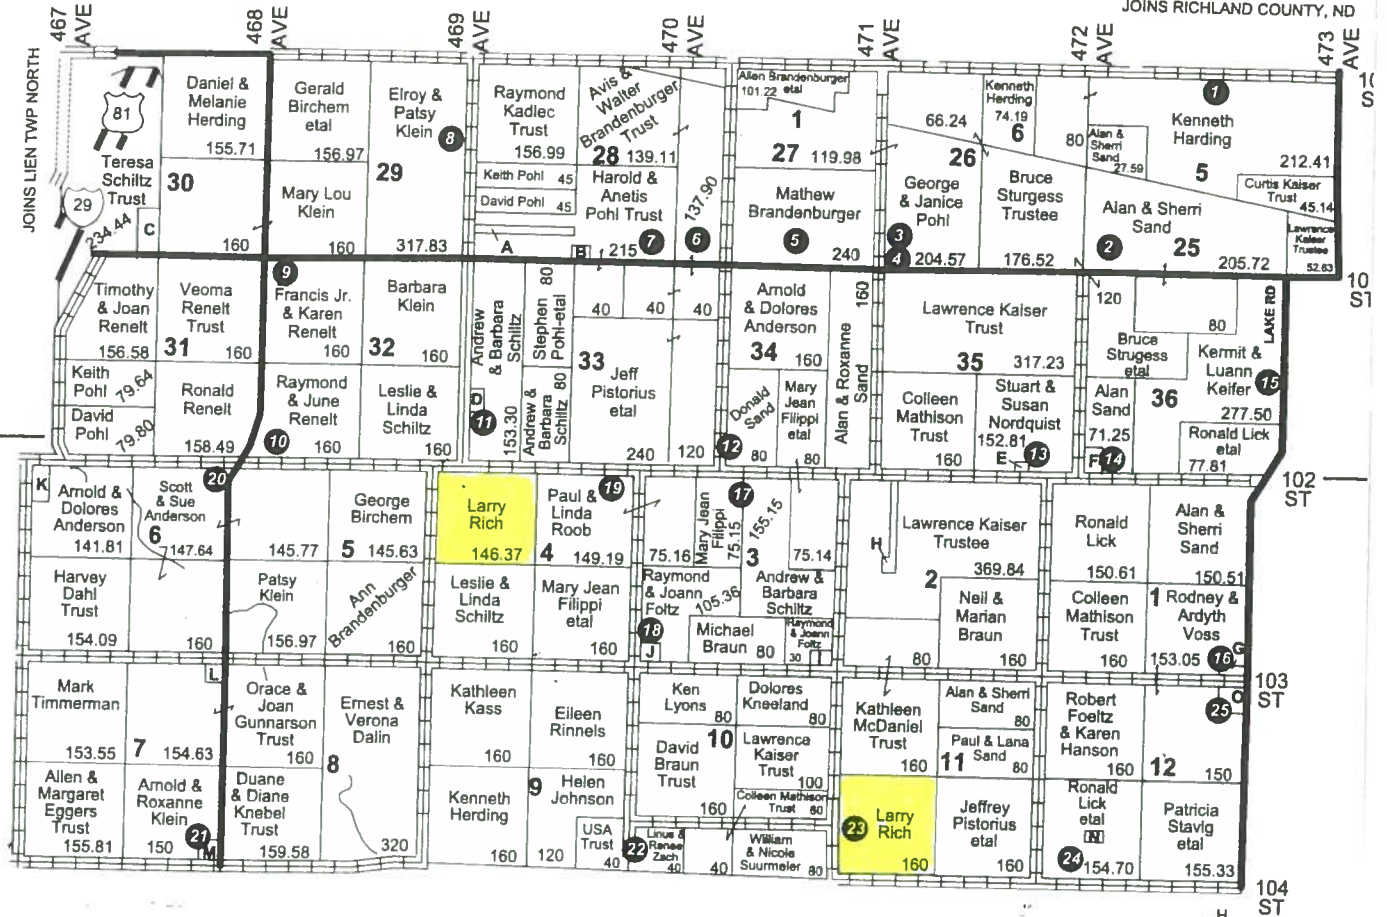 JOINS RICHLAND COUNTY, ND
467 AVE
468 AVE
469 AVE
470 AVE
471 AVE
472 AVE
473 AVE
JOINS LIEN TWP NORTH
81
29
Teresa
Schiltz
Trust
234.44
C
30
Daniel &
Melanie
Herding
155.71
160
Gerald
Birchem
etal
156.97
Mary Lou
Klein
160
Elroy &
Patsy
Klein
8
29
317.83
Raymond
Kadlec
Trust
156.99
Keith Pohl 45
David Pohl 45
A
B
Avis &
Walter
Brandenburger
Trust
28 139.11
Harold &
Anetis
Pohl Trust
215
7
137.90
6
Allen Brandenburger
etal
101.22
1
27 119.98
Mathew
Brandenburger
5
240
66.24
26
George
& Janice
Pohl
3
4
204.57
Kenneth
Herding
74.19
6
80
Bruce
Sturgess
Trustee
176.52
Alan &
Sherri
Sand
27.59
1
Kenneth
Harding
5
212.41
Curtis Kaiser
Trust
45.14
Alan & Sherri
Sand
2
25
205.72
Lawrence
Kaiser
Trustee
52.63
10
S
10
ST
Timothy
& Joan
Renelt
156.58
Veoma
Renelt
Trust
31
160
Keith
Pohl
79.64
David
Pohl
79.80
Ronald
Renelt
158.49
9
Francis Jr.
& Karen
Renelt
160
Barbara
Klein
32
160
Raymond
& June
Renelt
10
160
Leslie &
Linda
Schiltz
160
Andrew
& Barbara
Schiltz
D
11
153.30
Stephen
Pohl-etal
80
Andrew &
Barbara
Schiltz 80
40
40
40
33
Jeff
Pistorius
etal
240
120
Arnold
& Dolores
Anderson
34
160
Donald
Sand
12
80
Mary
Jean
Filippi
etal
80
Alan & Roxanne
Sand
160
Lawrence Kaiser
Trust
35
317.23
Colleen
Mathison
Trust
160
Stuart &
Susan
Nordquist
152.81
E
13
120
80
Bruce
Strugess
etal
36
Alan
Sand
71.25
F
14
LAKE RD
Kermit &
Luann
Keifer
15
277.50
Ronald Lick
etal
77.81
102
ST
K
Arnold &
Dolores
Anderson
141.81
Scott
& Sue
Anderson
6
147.64
20
Harvey
Dahl
Trust
154.09
160
145.77
George
Birchem
5
145.63
Patsy
Klein
156.97
Ann
Brandenburger
160
Larry
Rich
146.37
Paul &
Linda
Roob
19
4
149.19
Leslie &
Linda
Schiltz
160
Mary Jean
Filippi
etal
160
75.16
Mary Jean
Filippi
75.15
17
155.15
3
75.14
Raymond
& Joann
Foltz
105.36
18
J
Andrew &
Barbara
Schiltz
Michael
Braun 80
Raymond
& Joann
Foltz
30
I
H
Lawrence Kaiser
Trustee
369.84
2
Neil &
Marian
Braun
80
160
Ronald
Lick
150.61
Alan &
Sherri
Sand
150.51
Colleen
Mathison
Trust
160
1
Rodney &
Ardyth
Voss
153.05
16
G
103
ST
Mark
Timmerman
153.55
7
154.63
L
Allen &
Margaret
Eggers
Trust
155.81
Arnold &
Roxanne
Klein
150
21
M
Orace &
Joan
Gunnarson
Trust
160
Ernest &
Verona
Dalin
8
320
Duane
& Diane
Knebel
Trust
159.58
Kathleen
Kass
160
Eileen
Rinnels
160
9
Kenneth
Herding
160
Helen
Johnson
120
USA
Trust
40
Ken
Lyons
80
Dolores
Kneeland
80
10
David
Braun
Trust
160
Lawrence
Kaiser
Trust
100
Colleen Mathison
Trust 60
22
Linus &
Renee
Zach
40
40
William
& Nicole
Suurmeier
80
Kathleen
McDaniel
Trust
160
Alan & Sherri
Sand
80
Paul & Lana
Sand
11
80
23
Larry
Rich
160
Jeffrey
Pistorius
etal
160
Robert
Foeltz
& Karen
Hanson
160
O
25
12
150
Ronald
Lick
etal
N
24
154.70
Patricia
Stavig
etal
155.33
104
ST